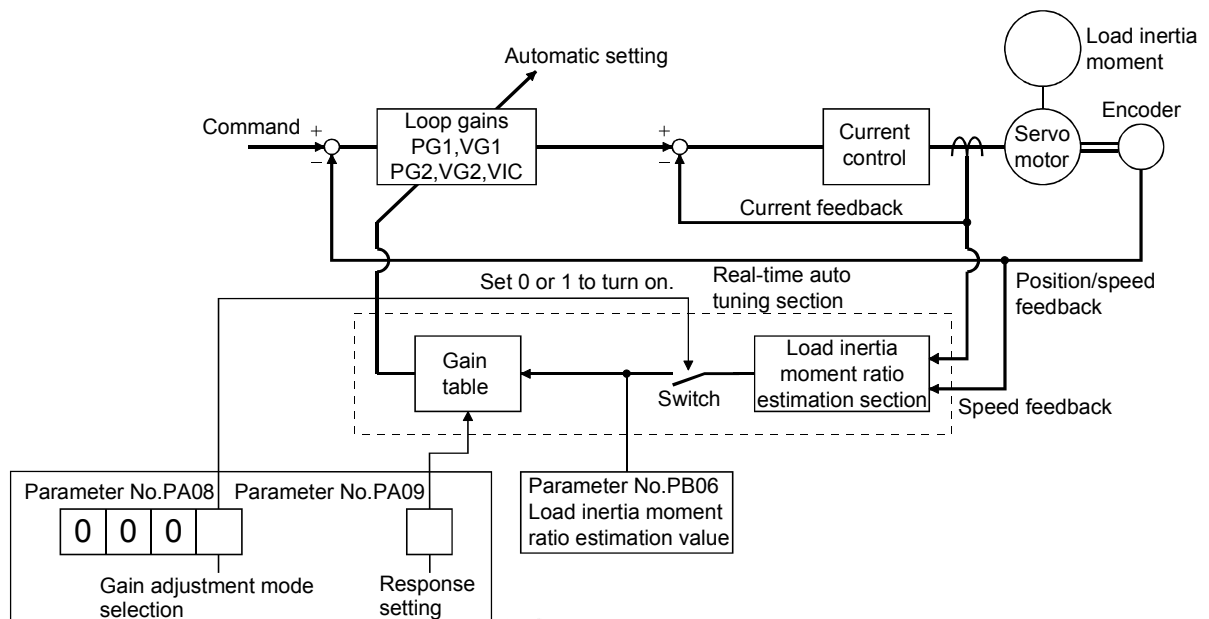 Load inertia
moment
Automatic setting
Encoder
Command
+
−
Loop gains
PG1,VG1
PG2,VG2,VIC
+
−
Current
control
Servo
motor
Current feedback
Set 0 or 1 to turn on.
Real-time auto
tuning section
Position/speed
feedback
Gain
table
Switch
Load inertia
moment ratio
estimation section
Speed feedback
Parameter No.PA08
Parameter No.PA09
0 0 0
Gain adjustment mode
selection
Response
setting
Parameter No.PB06
Load inertia moment
ratio estimation value